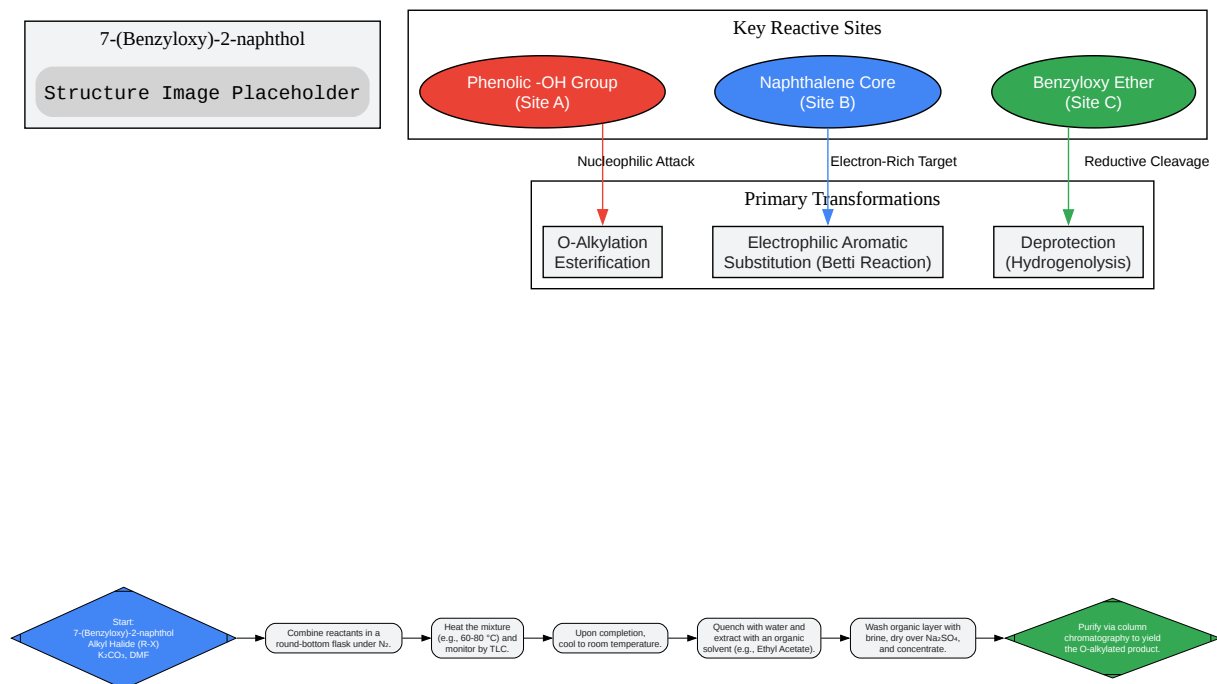 7-(Benzyloxy)-2-naphthol
Structure Image Placeholder
Key Reactive Sites
Phenolic -OH Group
(Site A)
Naphthalene Core
(Site B)
Benzyloxy Ether
(Site C)
Nucleophilic Attack
Electron-Rich Target
Reductive Cleavage
Primary Transformations
O-Alkylation
Esterification
Electrophilic Aromatic
Substitution (Betti Reaction)
Deprotection
(Hydrogenolysis)
Start:
7-(Benzyloxy)-2-naphthol
Alkyl Halide (R-X)
K₂CO₃, DMF
Combine reactants in a
round-bottom flask under N₂.
Heat the mixture
(e.g., 60-80 °C) and
monitor by TLC.
Upon completion,
cool to room temperature.
Quench with water and
extract with an organic
solvent (e.g., Ethyl Acetate).
Wash organic layer with
brine, dry over Na₂SO₄,
and concentrate.
Purify via column
chromatography to yield
the O-alkylated product.